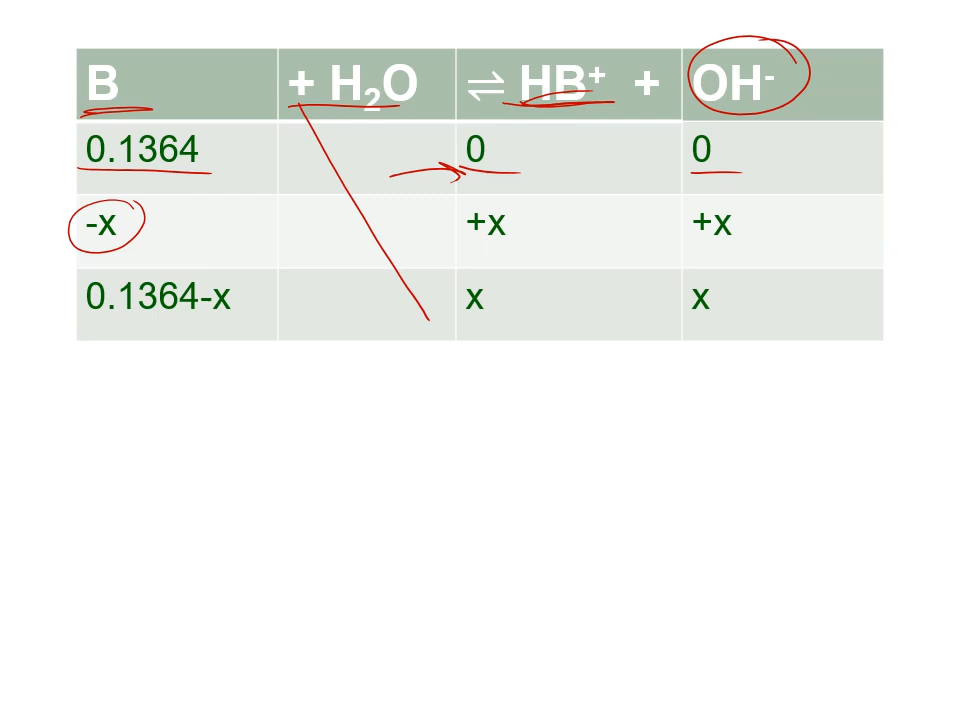 B + H₂O ⇌ HB⁺ + OH⁻
0.1364 0 0
-x +x +x
0.1364-x x x